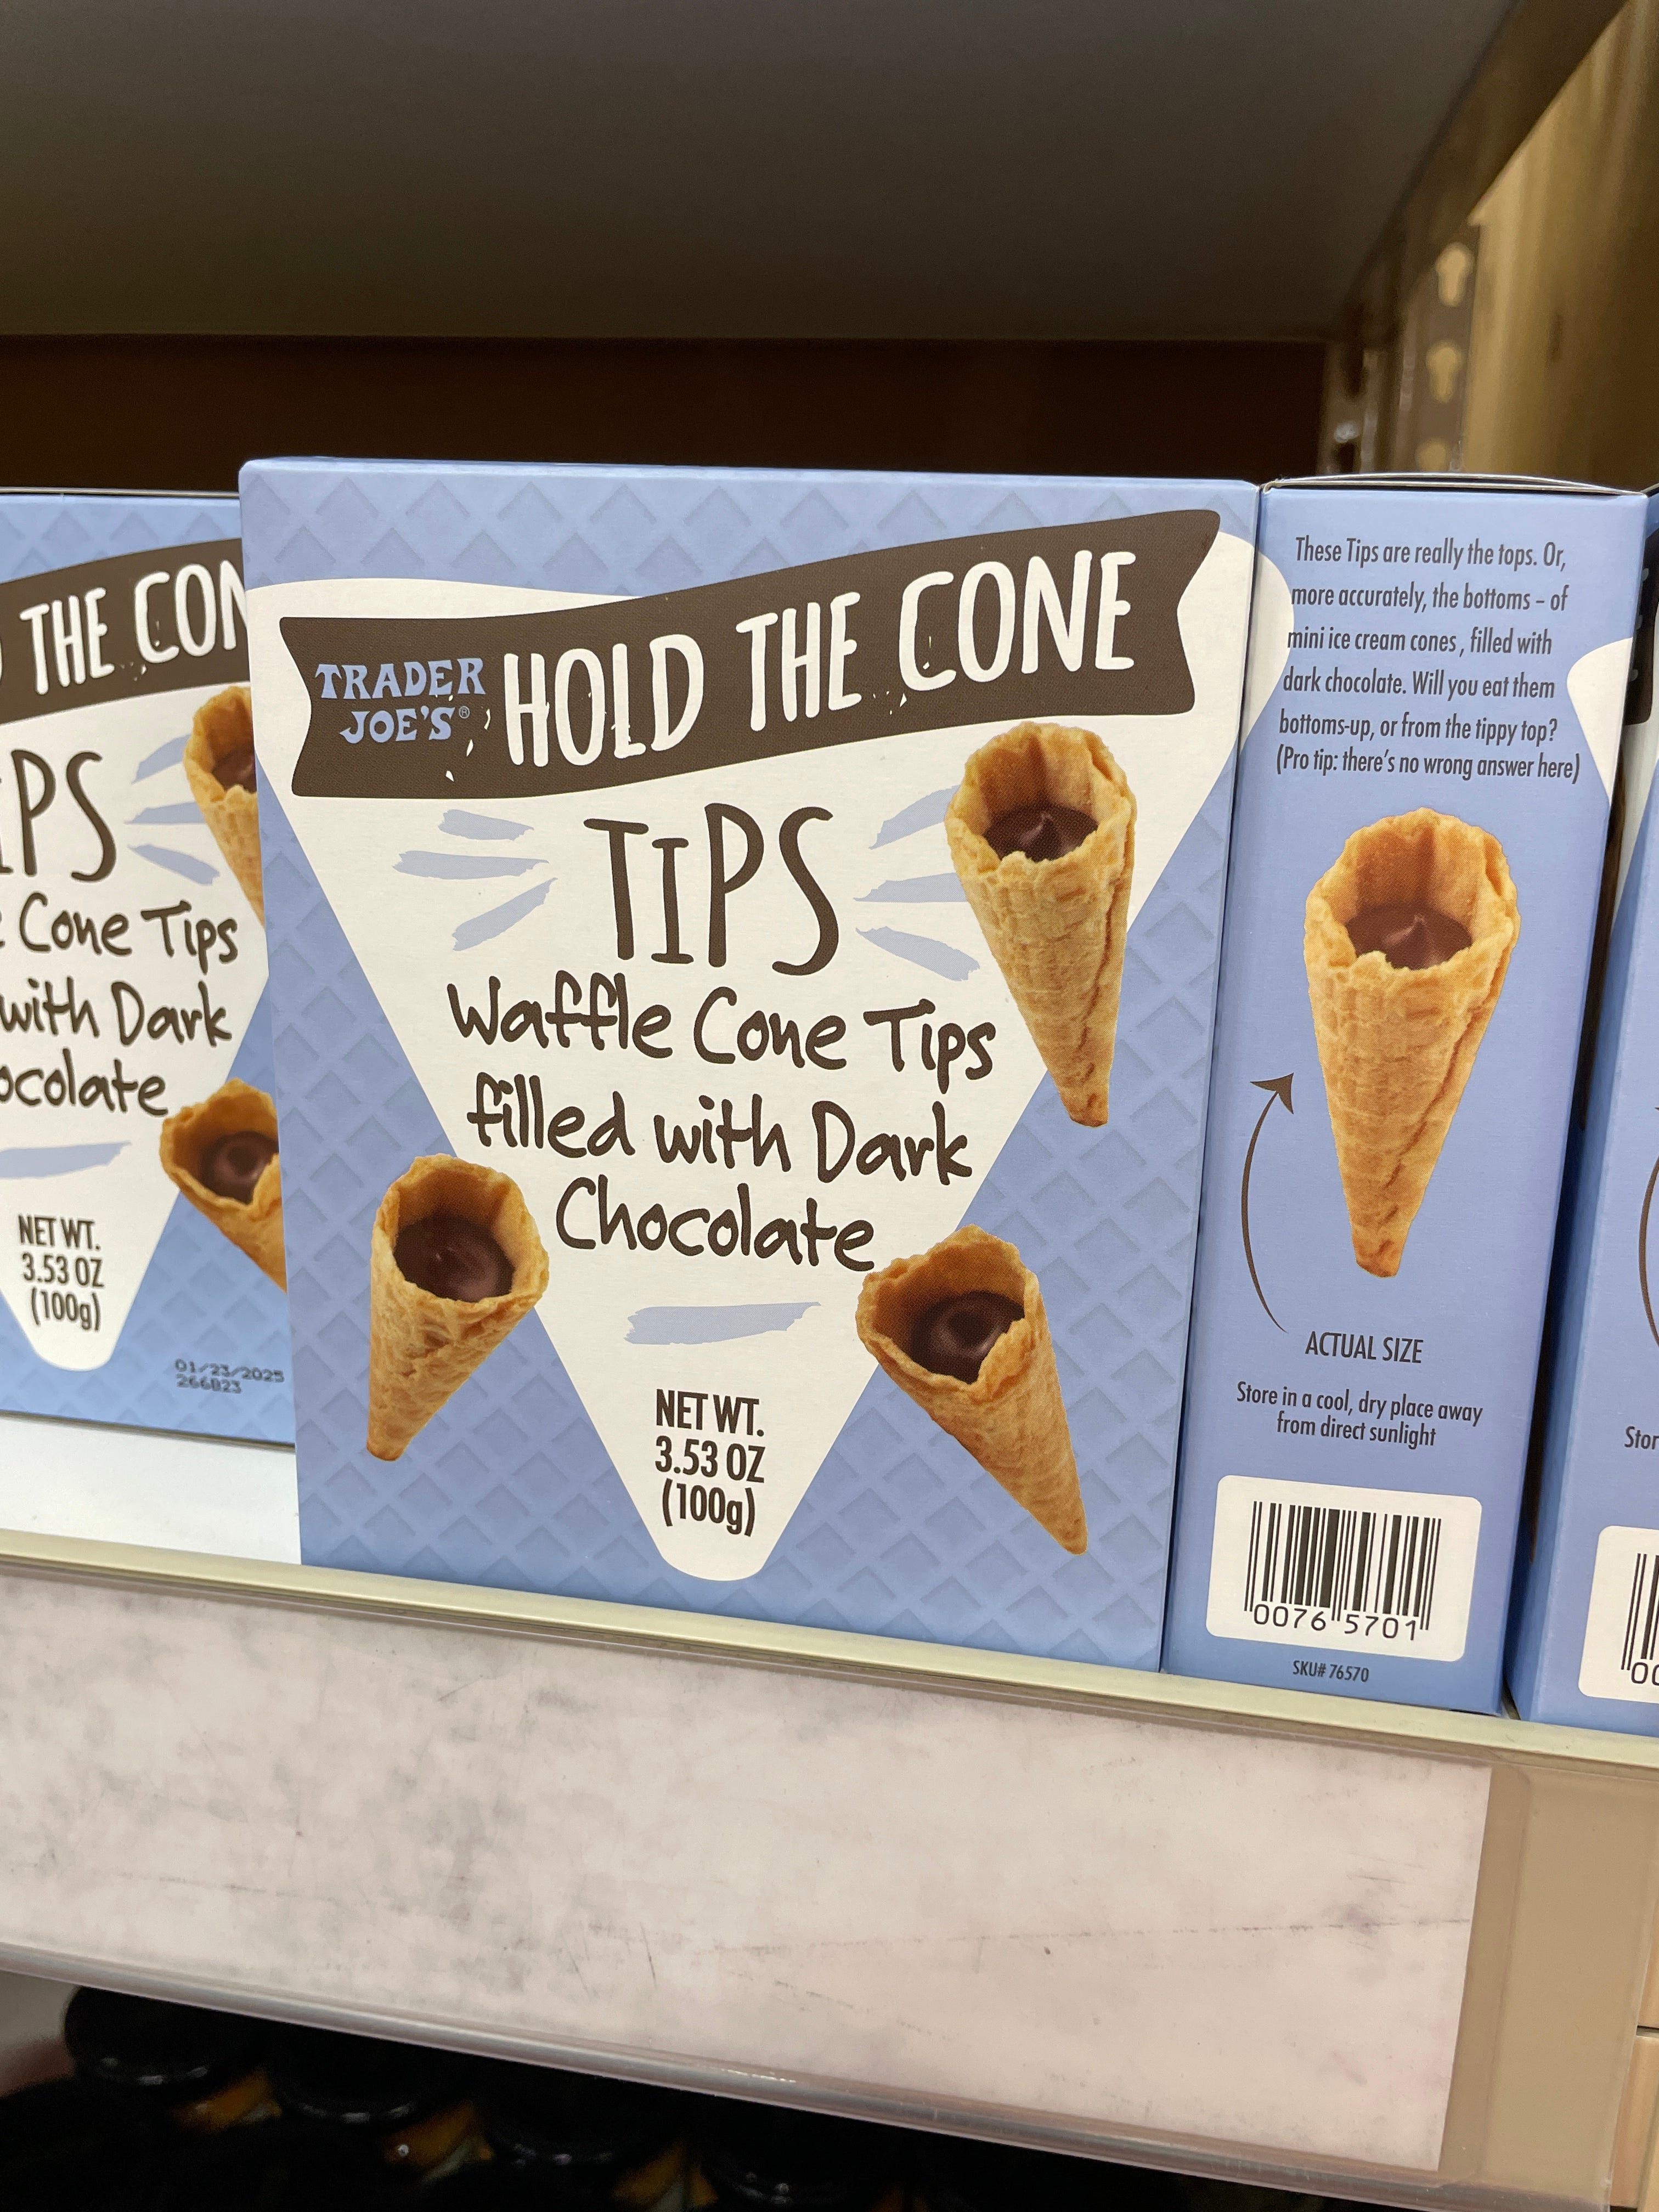 THE CON
TIPS
Cone Tips
with Dark
NET WT.
3.53 OZ
(100g)
01/23/2025
266B23
TRADER JOE'S® HOLD THE CONE
TIPS
Waffle Cone Tips
filled with Dark
Chocolate
NET WT.
3.53 OZ
(100g)
These Tips are really the tops. Or,
more accurately, the bottoms – of
mini ice cream cones, filled with
dark chocolate. Will you eat them
bottoms-up, or from the tippy top?
(Pro tip: there's no wrong answer here)
ACTUAL SIZE
Store in a cool, dry place away
from direct sunlight
0076 5701
SKU# 76570